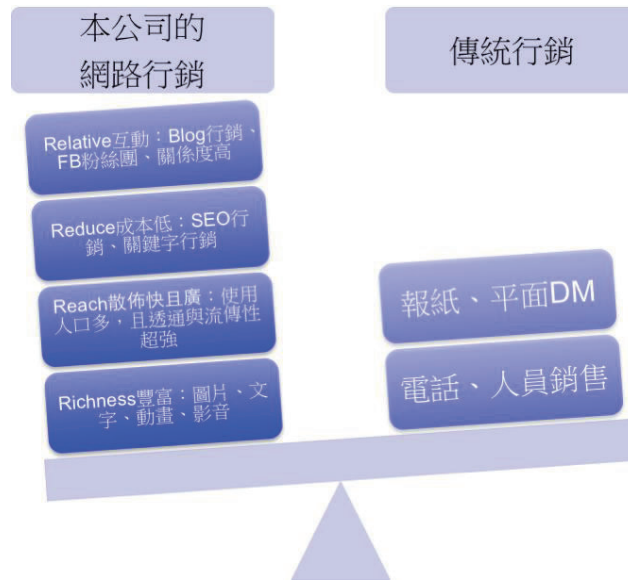 本公司的
網路行銷
傳統行銷
Relative互動：Blog行銷、
FB粉絲團、關係度高
Reduce成本低：SEO行
銷、關鍵字行銷
Reach散佈快且廣：使用
人口多，且透通與流傳性
超強
Richness豐富：圖片、文
字、動畫、影音
報紙、平面DM
電話、人員銷售